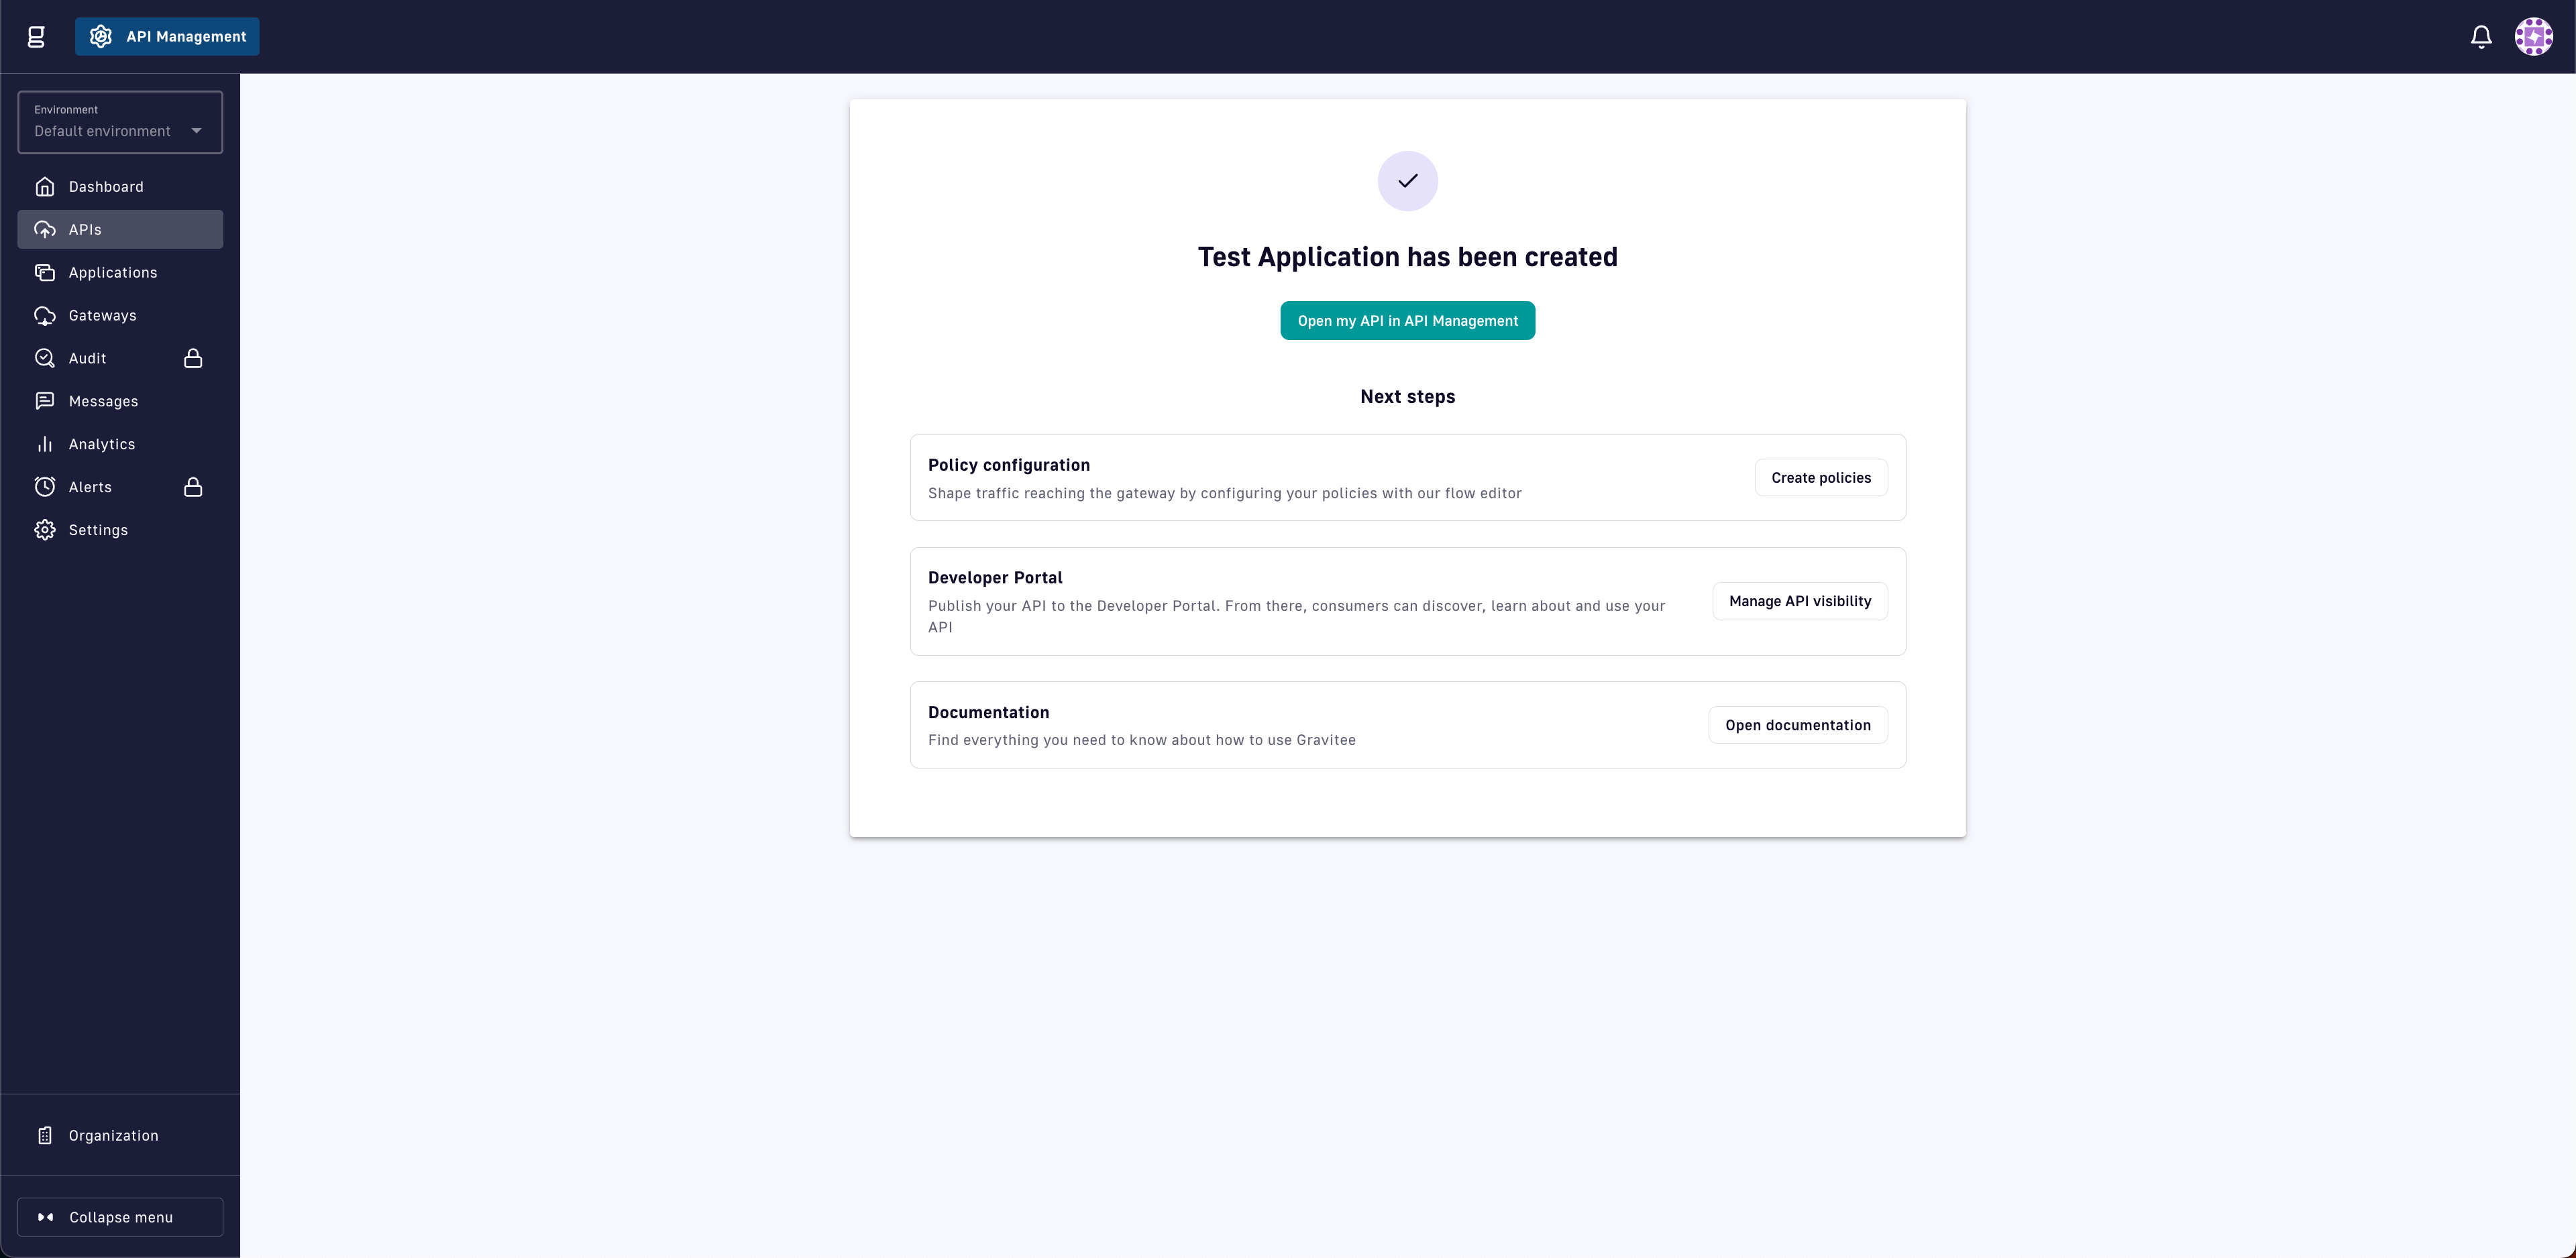 API Management
Environment
Default environment
Dashboard
APIs
Applications
Gateways
Audit
Messages
Analytics
Alerts
Settings
Organization
Collapse menu
Test Application has been created
Open my API in API Management
Next steps
Policy configuration
Shape traffic reaching the gateway by configuring your policies with our flow editor
Create policies
Developer Portal
Publish your API to the Developer Portal. From there, consumers can discover, learn about and use your
API
Manage API visibility
Documentation
Find everything you need to know about how to use Gravitee
Open documentation